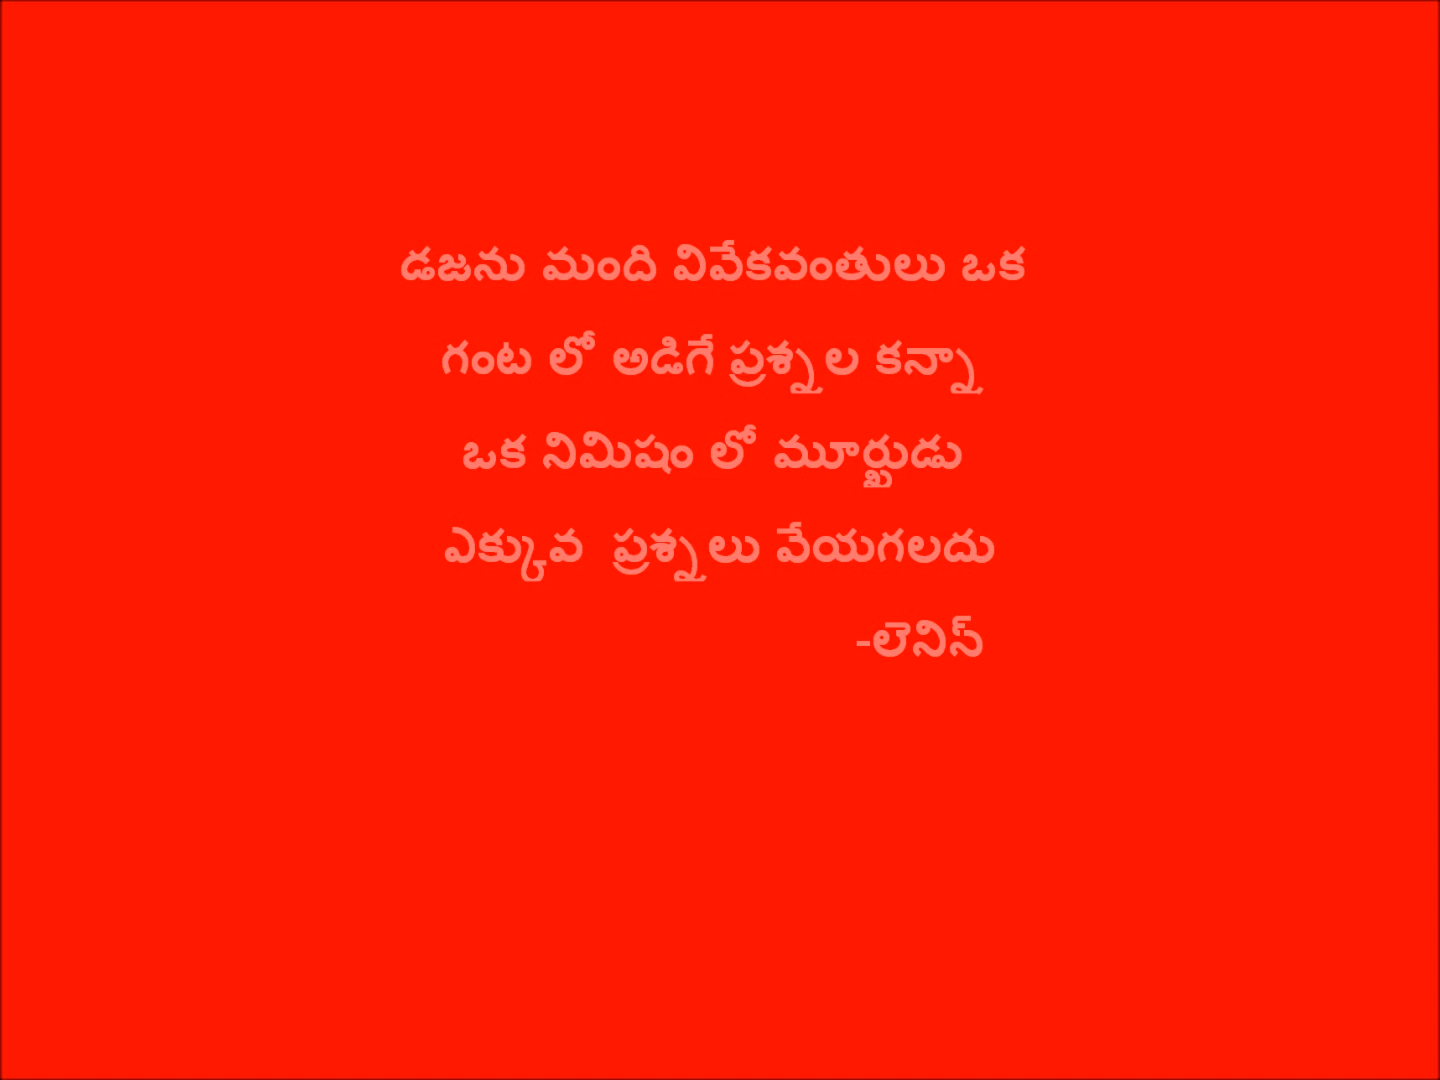 డజను మంది వివేకవంతులు ఒక
గంట లో అడిగే ప్రశ్నల కన్నా
ఒక నిమిషం లో మూర్ఖుడు
ఎక్కువ ప్రశ్నలు వేయగలదు
-లెనిస్